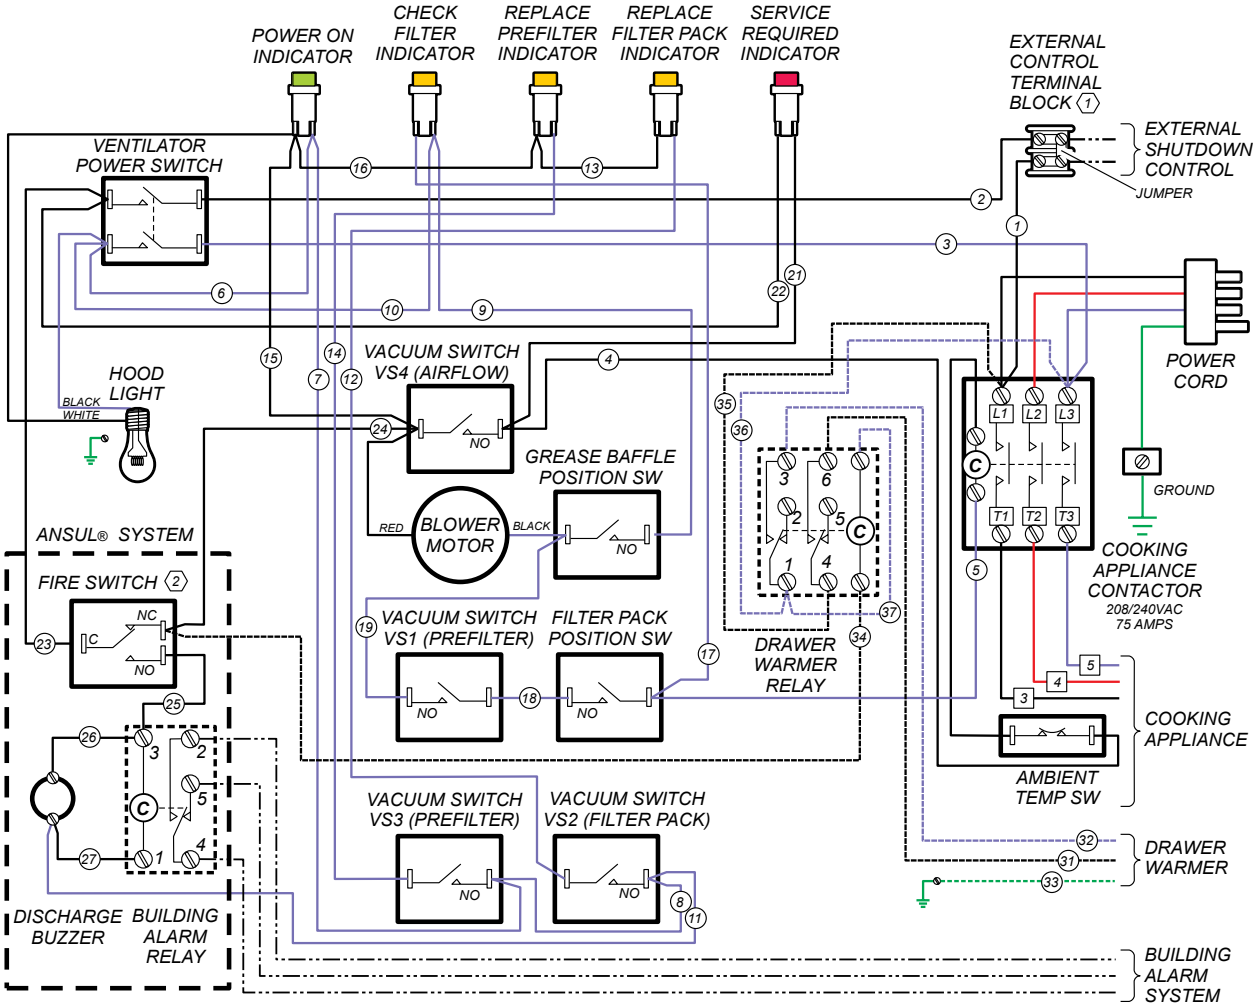 POWER ON
INDICATOR
CHECK
FILTER
INDICATOR
REPLACE
PREFILTER
INDICATOR
REPLACE
FILTER PACK
INDICATOR
SERVICE
REQUIRED
INDICATOR
EXTERNAL
CONTROL
TERMINAL
BLOCK 1
EXTERNAL
SHUTDOWN
CONTROL
JUMPER
VENTILATOR
POWER SWITCH
16
13
2
1
3
6
10
9
21
22
15
14
7
12
4
POWER
CORD
HOOD
LIGHT
BLACK
WHITE
VACUUM SWITCH
VS4 (AIRFLOW)
NO
24
35
36
L1
L2
L3
C
T1
T2
T3
GROUND
GREASE BAFFLE
POSITION SW
NO
RED
BLOWER
MOTOR
BLACK
3
6
2
5
C
1
4
37
34
DRAWER
WARMER
RELAY
5
COOKING
APPLIANCE
CONTACTOR
208/240VAC
75 AMPS
ANSUL® SYSTEM
FIRE SWITCH 2
NC
C
NO
23
25
19
VACUUM SWITCH
VS1 (PREFILTER)
NO
18
FILTER PACK
POSITION SW
NO
17
5
4
3
COOKING
APPLIANCE
AMBIENT
TEMP SW
26
3
2
C
5
27
1
4
DISCHARGE
BUZZER
BUILDING
ALARM
RELAY
VACUUM SWITCH
VS3 (PREFILTER)
NO
VACUUM SWITCH
VS2 (FILTER PACK)
NO
8
11
32
31
33
DRAWER
WARMER
BUILDING
ALARM
SYSTEM